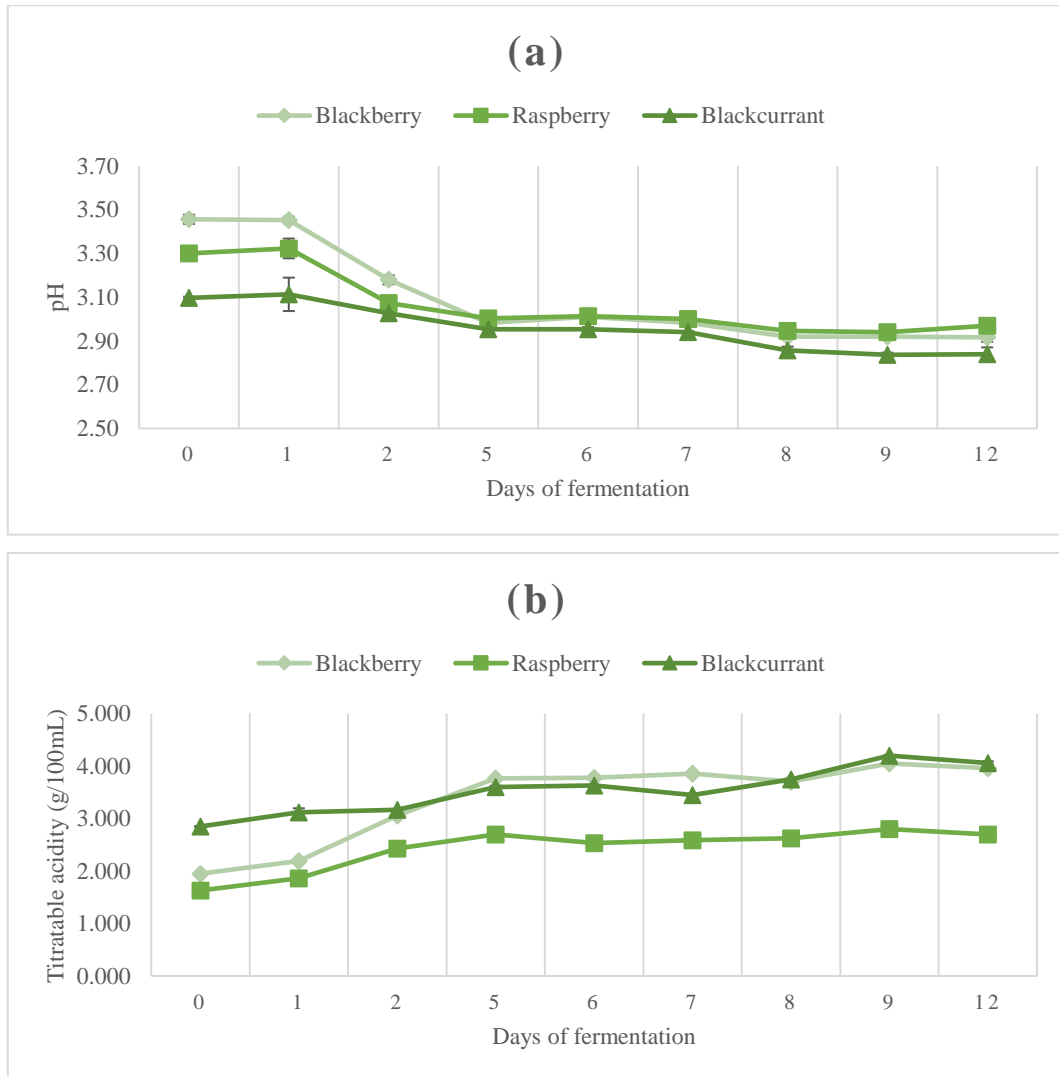 (a)
Blackberry Raspberry Blackcurrant
3.70
3.50
3.30
3.10
2.90
2.70
2.50
pH
0 1 2 5 6 7 8 9 12
Days of fermentation
(b)
Blackberry Raspberry Blackcurrant
5.000
4.000
3.000
2.000
1.000
0.000
Titratable acidity (g/100mL)
0 1 2 5 6 7 8 9 12
Days of fermentation